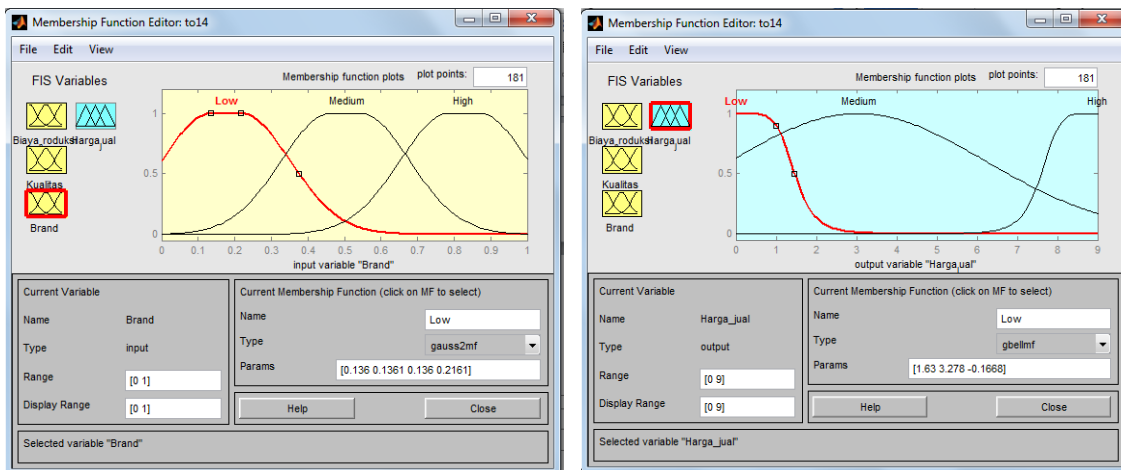 Membership Function Editor: to14
File Edit View
FIS Variables
Membership function plots plot points: 181
Biaya_roduksi Harga_jual
Kualitas
Brand
Low Medium High
1
0.5
0
0 0.1 0.2 0.3 0.4 0.5 0.6 0.7 0.8 0.9 1
input variable "Brand"
Current Variable
Name Brand
Type input
Range [0 1]
Display Range [0 1]
Current Membership Function (click on MF to select)
Name Low
Type gauss2mf
Params [0.136 0.1361 0.136 0.2161]
Help Close
Selected variable "Brand"
Membership Function Editor: to14
File Edit View
FIS Variables
Membership function plots plot points: 181
Biaya_roduksi Harga_jual
Kualitas
Brand
Low Medium High
1
0.5
0
0 1 2 3 4 5 6 7 8 9
output variable "Harga_jual"
Current Variable
Name Harga_jual
Type output
Range [0 9]
Display Range [0 9]
Current Membership Function (click on MF to select)
Name Low
Type gbellmf
Params [1.63 3.278 -0.1668]
Help Close
Selected variable "Harga_jual"